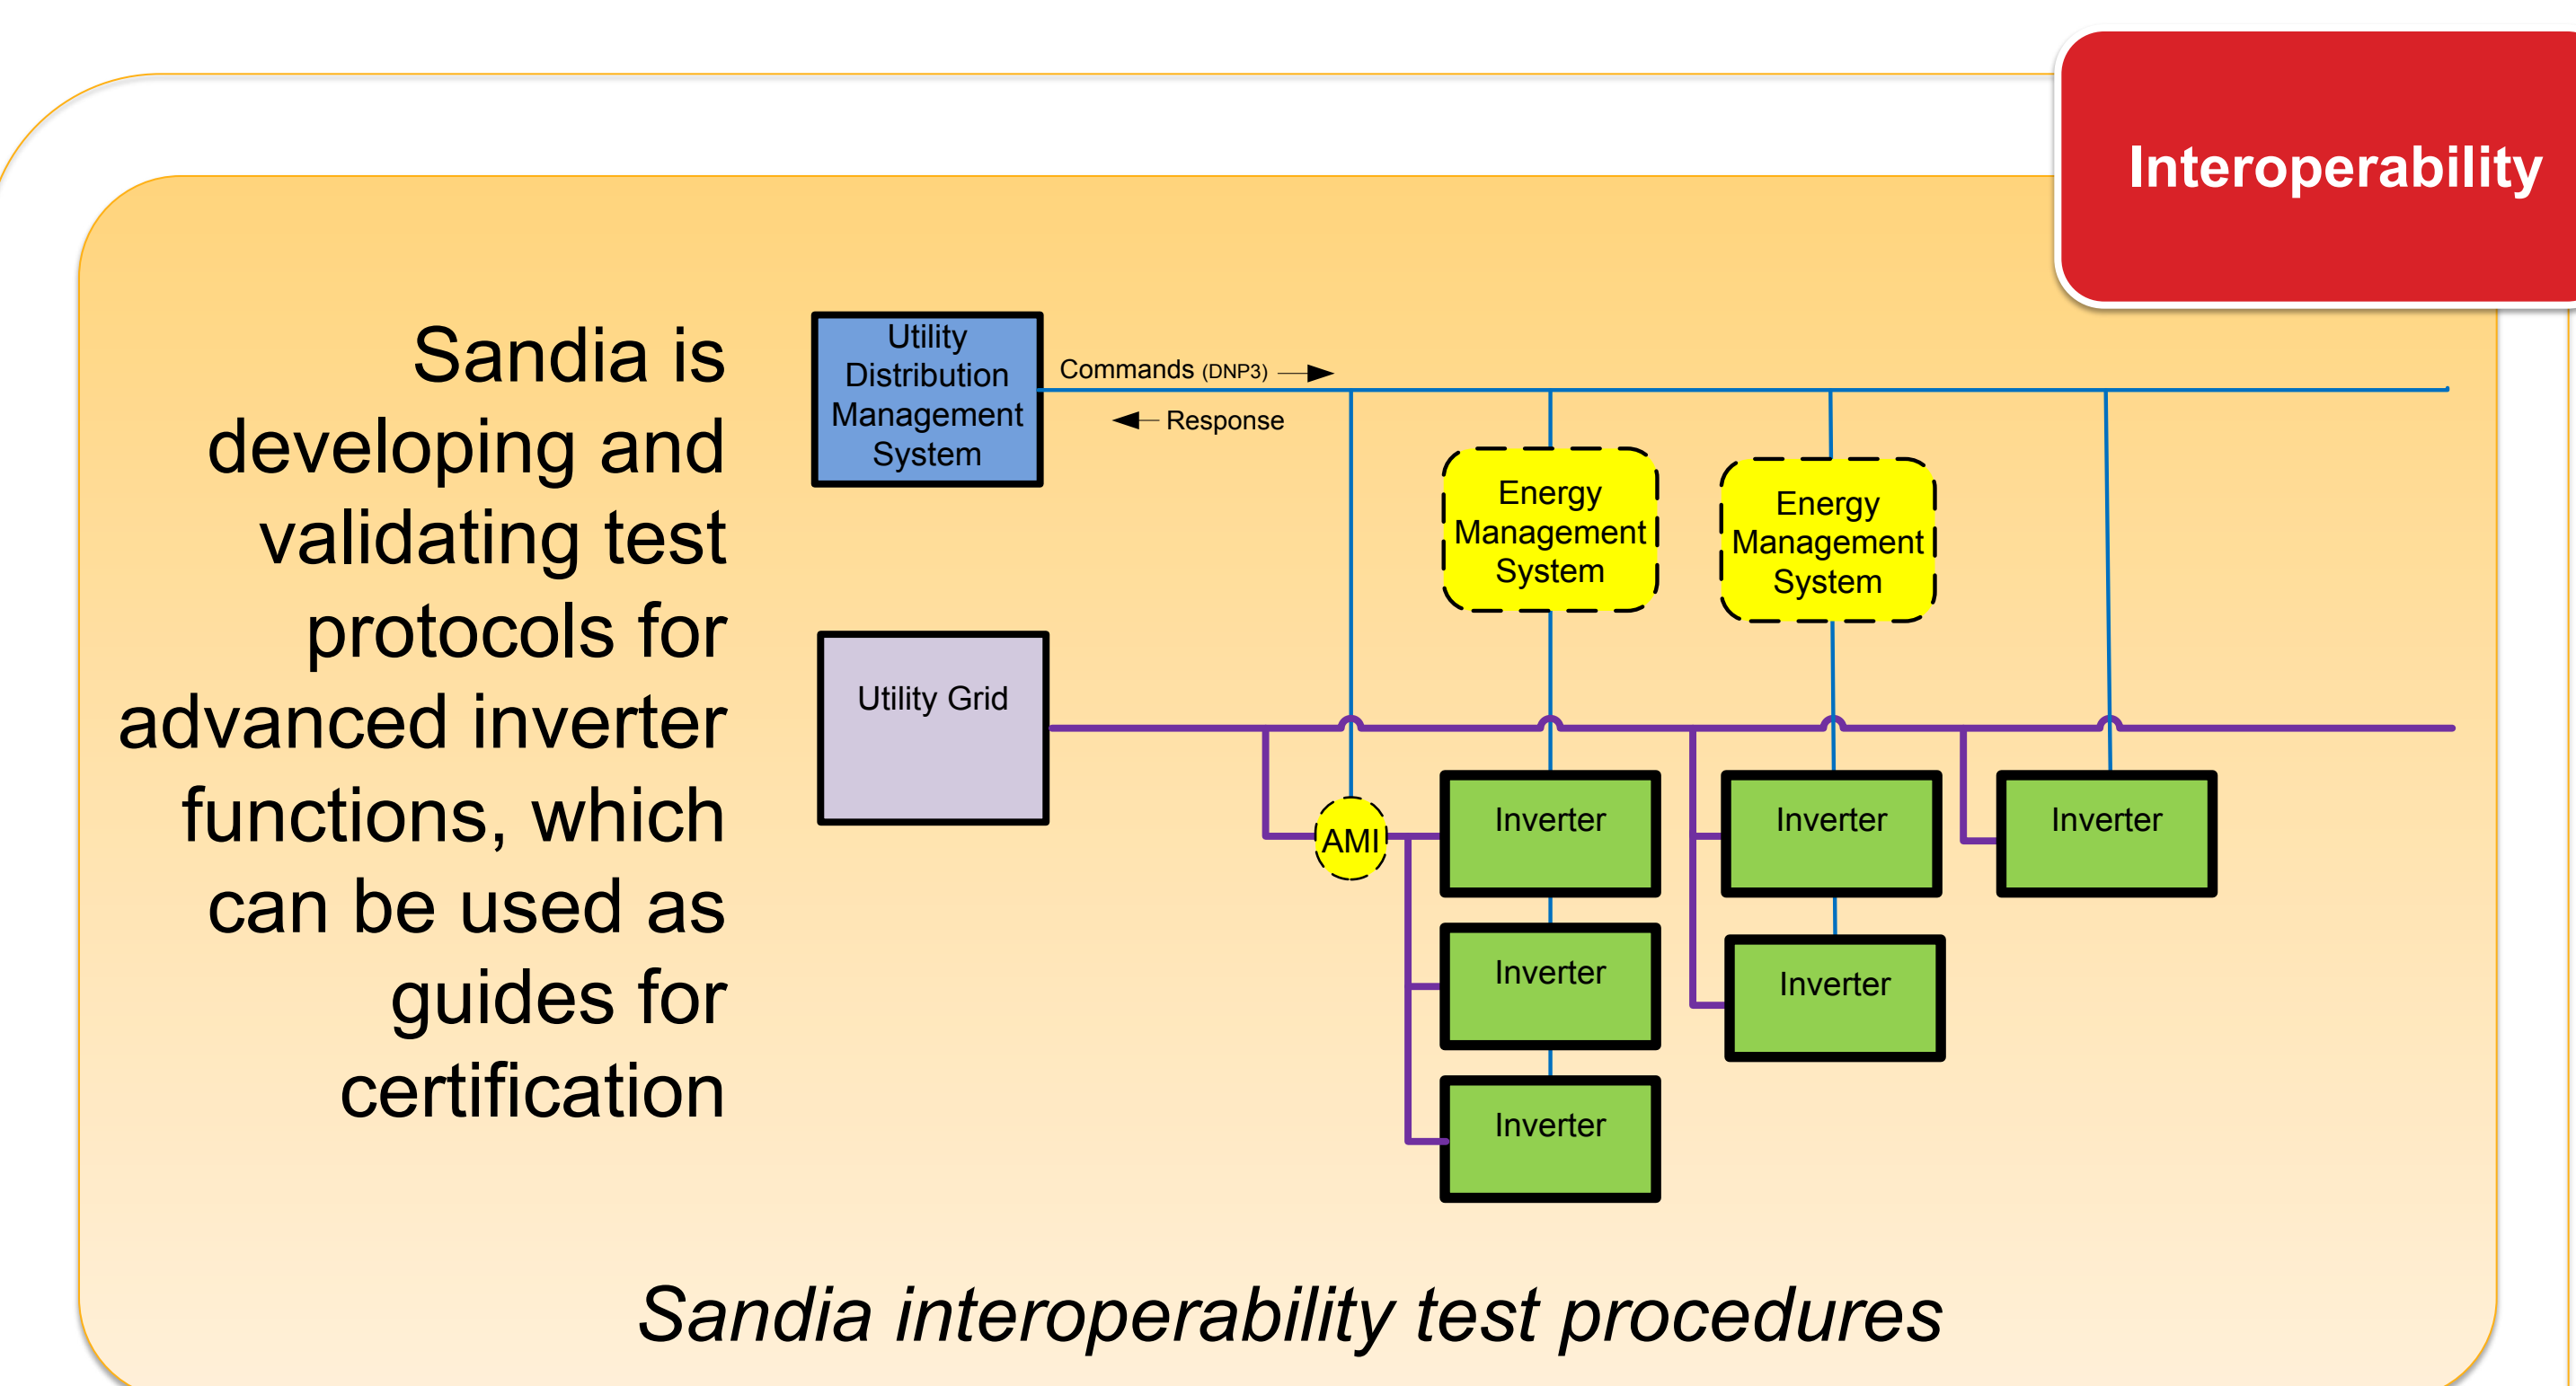 Interoperability
Sandia is
developing and
validating test
protocols for
advanced inverter
functions, which
can be used as
guides for
certification
Utility
Distribution
Management
System
Commands (DNP3)
Response
Energy
Management
System
Energy
Management
System
Utility Grid
AMI
Inverter
Inverter
Inverter
Inverter
Inverter
Inverter
Sandia interoperability test procedures